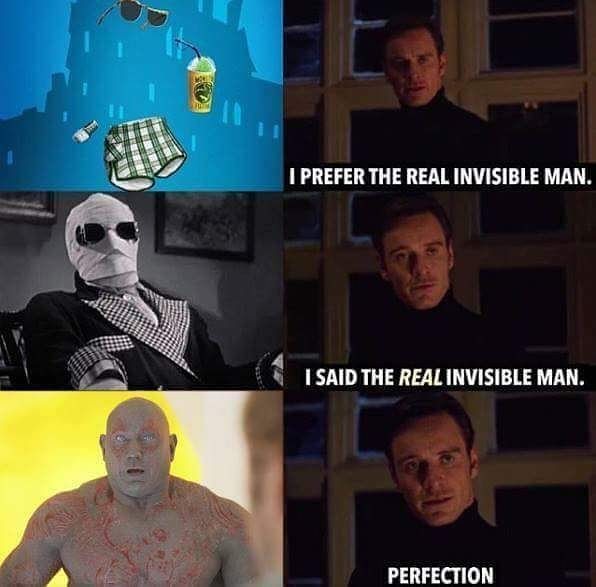 I PREFER THE REAL INVISIBLE MAN.
I SAID THE REAL INVISIBLE MAN.
PERFECTION